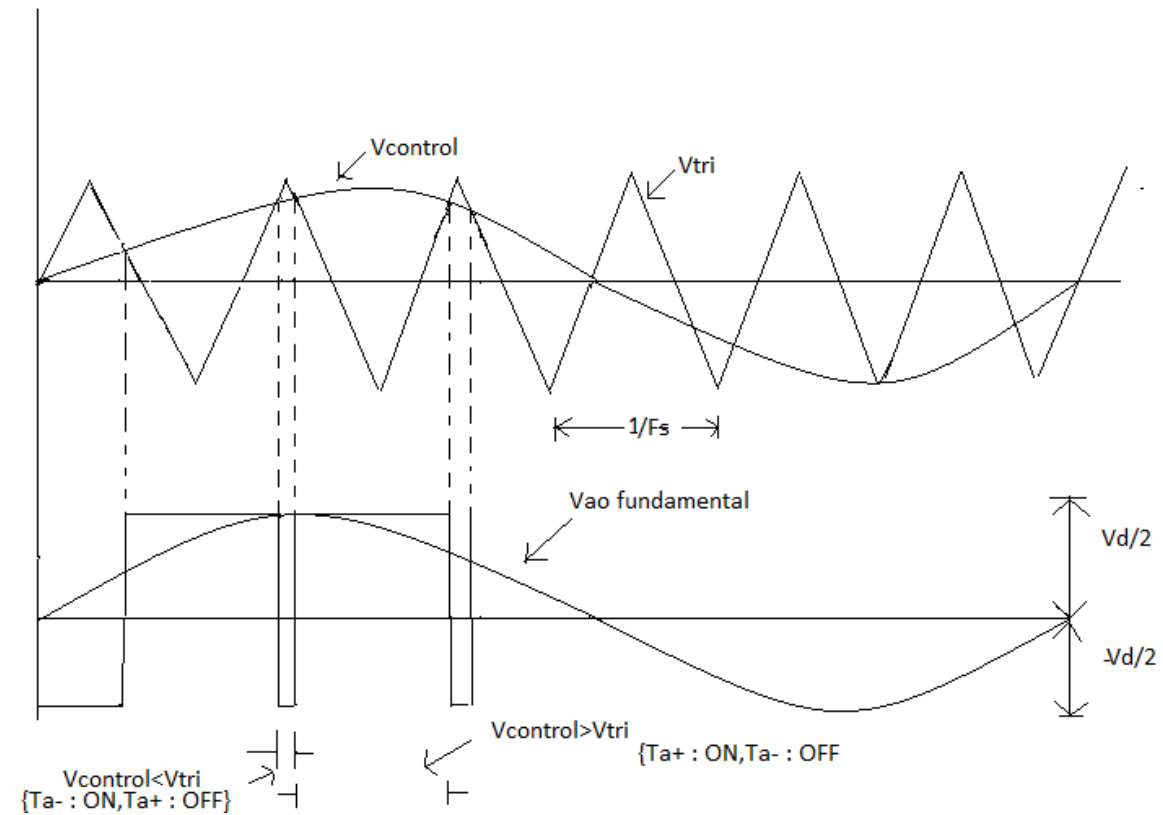 Vcontrol
Vtri
1/Fs
Vao fundamental
Vd/2
-Vd/2
Vcontrol>Vtri
{Ta+ : ON,Ta- : OFF
Vcontrol<Vtri
{Ta- : ON,Ta+ : OFF}